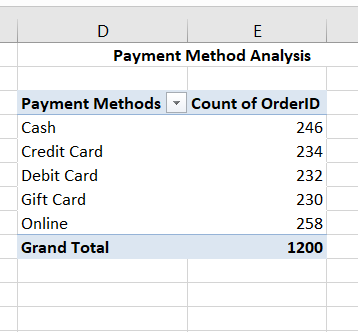 D E
Payment Method Analysis
Payment Methods Count of OrderID
Cash 246
Credit Card 234
Debit Card 232
Gift Card 230
Online 258
Grand Total 1200